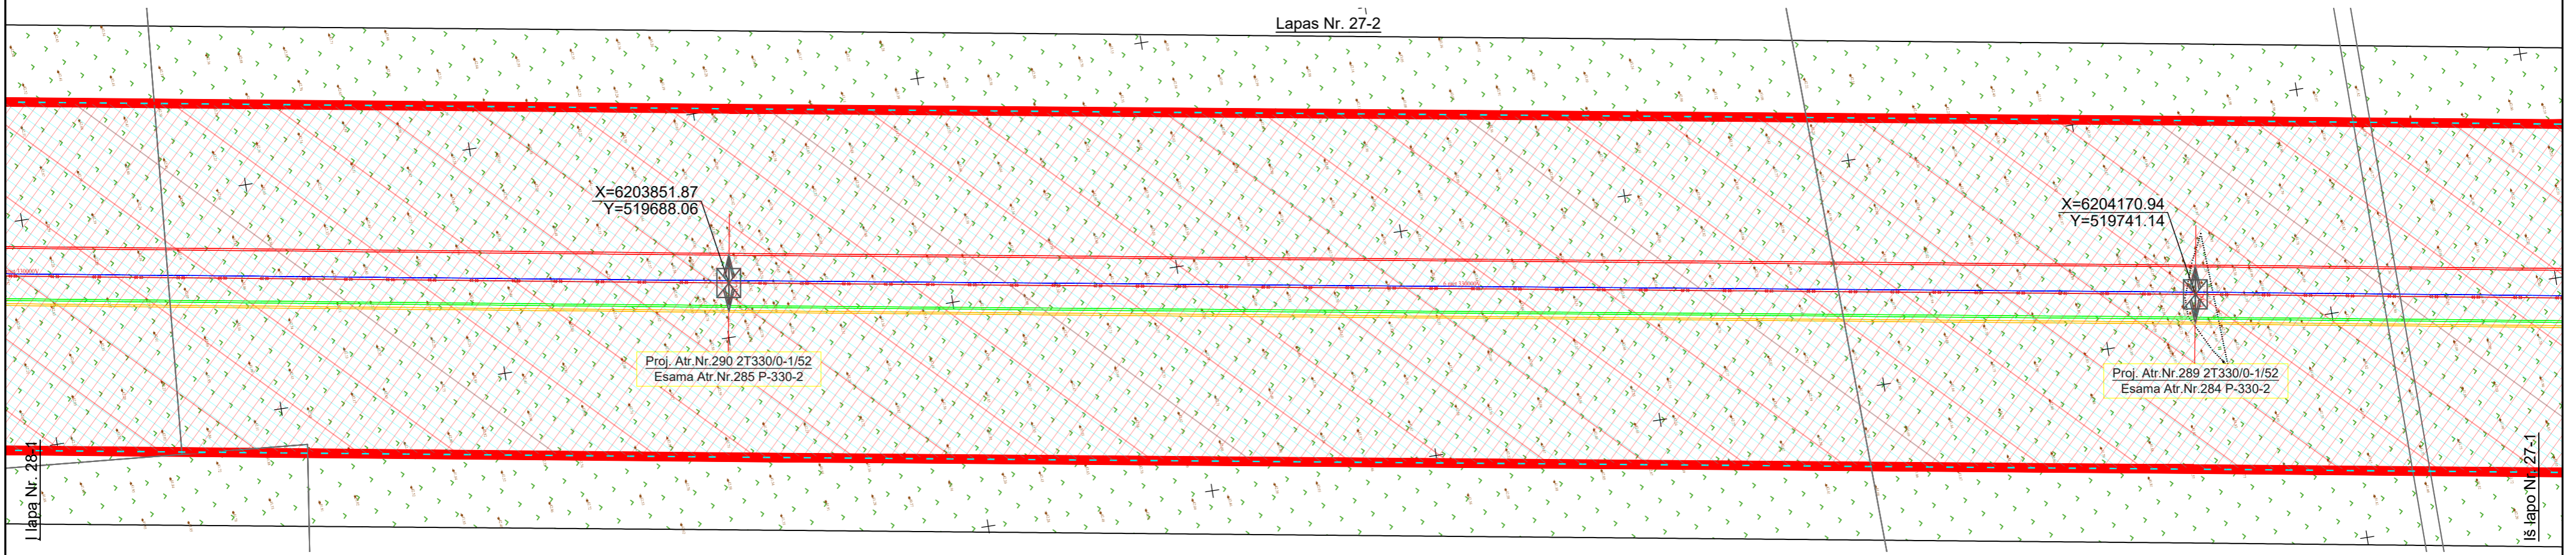 Lapas Nr. 27-2
X=6203851.87
Y=519688.06
X=6204170.94
Y=519741.14
Proj. Atr.Nr.290 2T330/0-1/52
Esama Atr.Nr.285 P-330-2
Proj. Atr.Nr.289 2T330/0-1/52
Esama Atr.Nr.284 P-330-2
Į lapą Nr. 28-1
Iš lapo Nr. 27-1